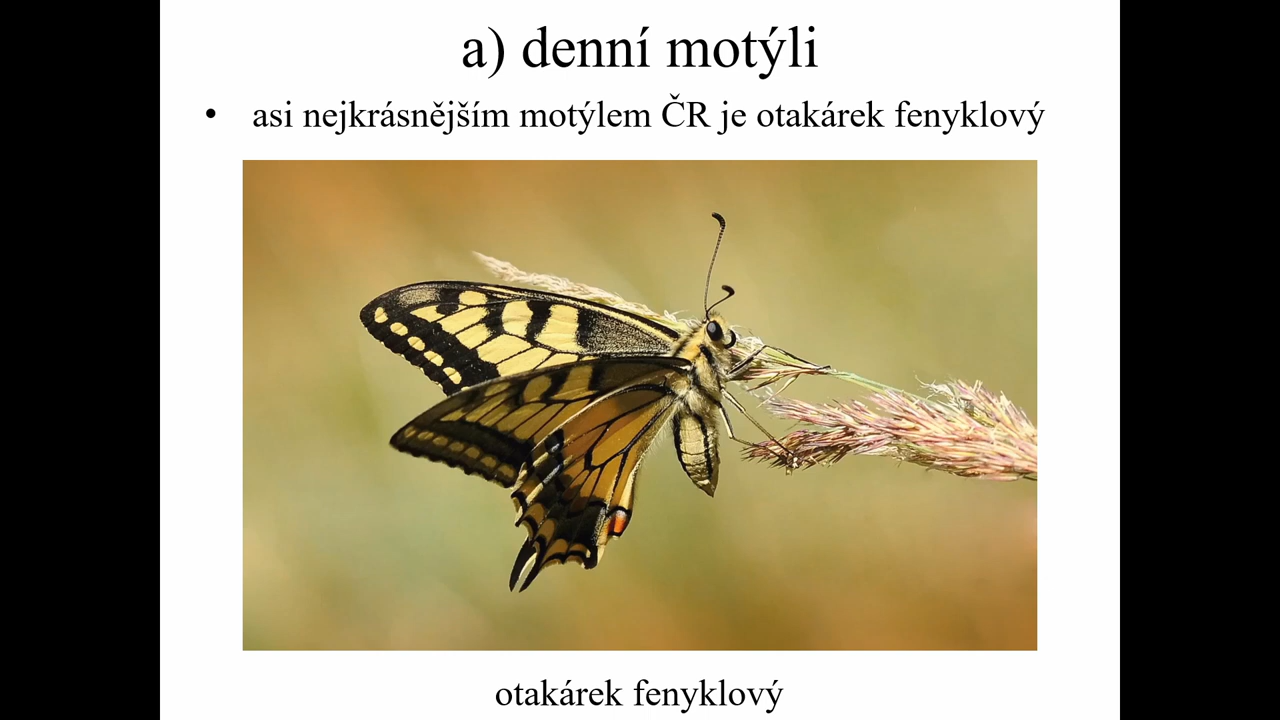 a) denní motýli
• asi nejkrásnějším motýlem ČR je otakárek fenyklový
otakárek fenyklový